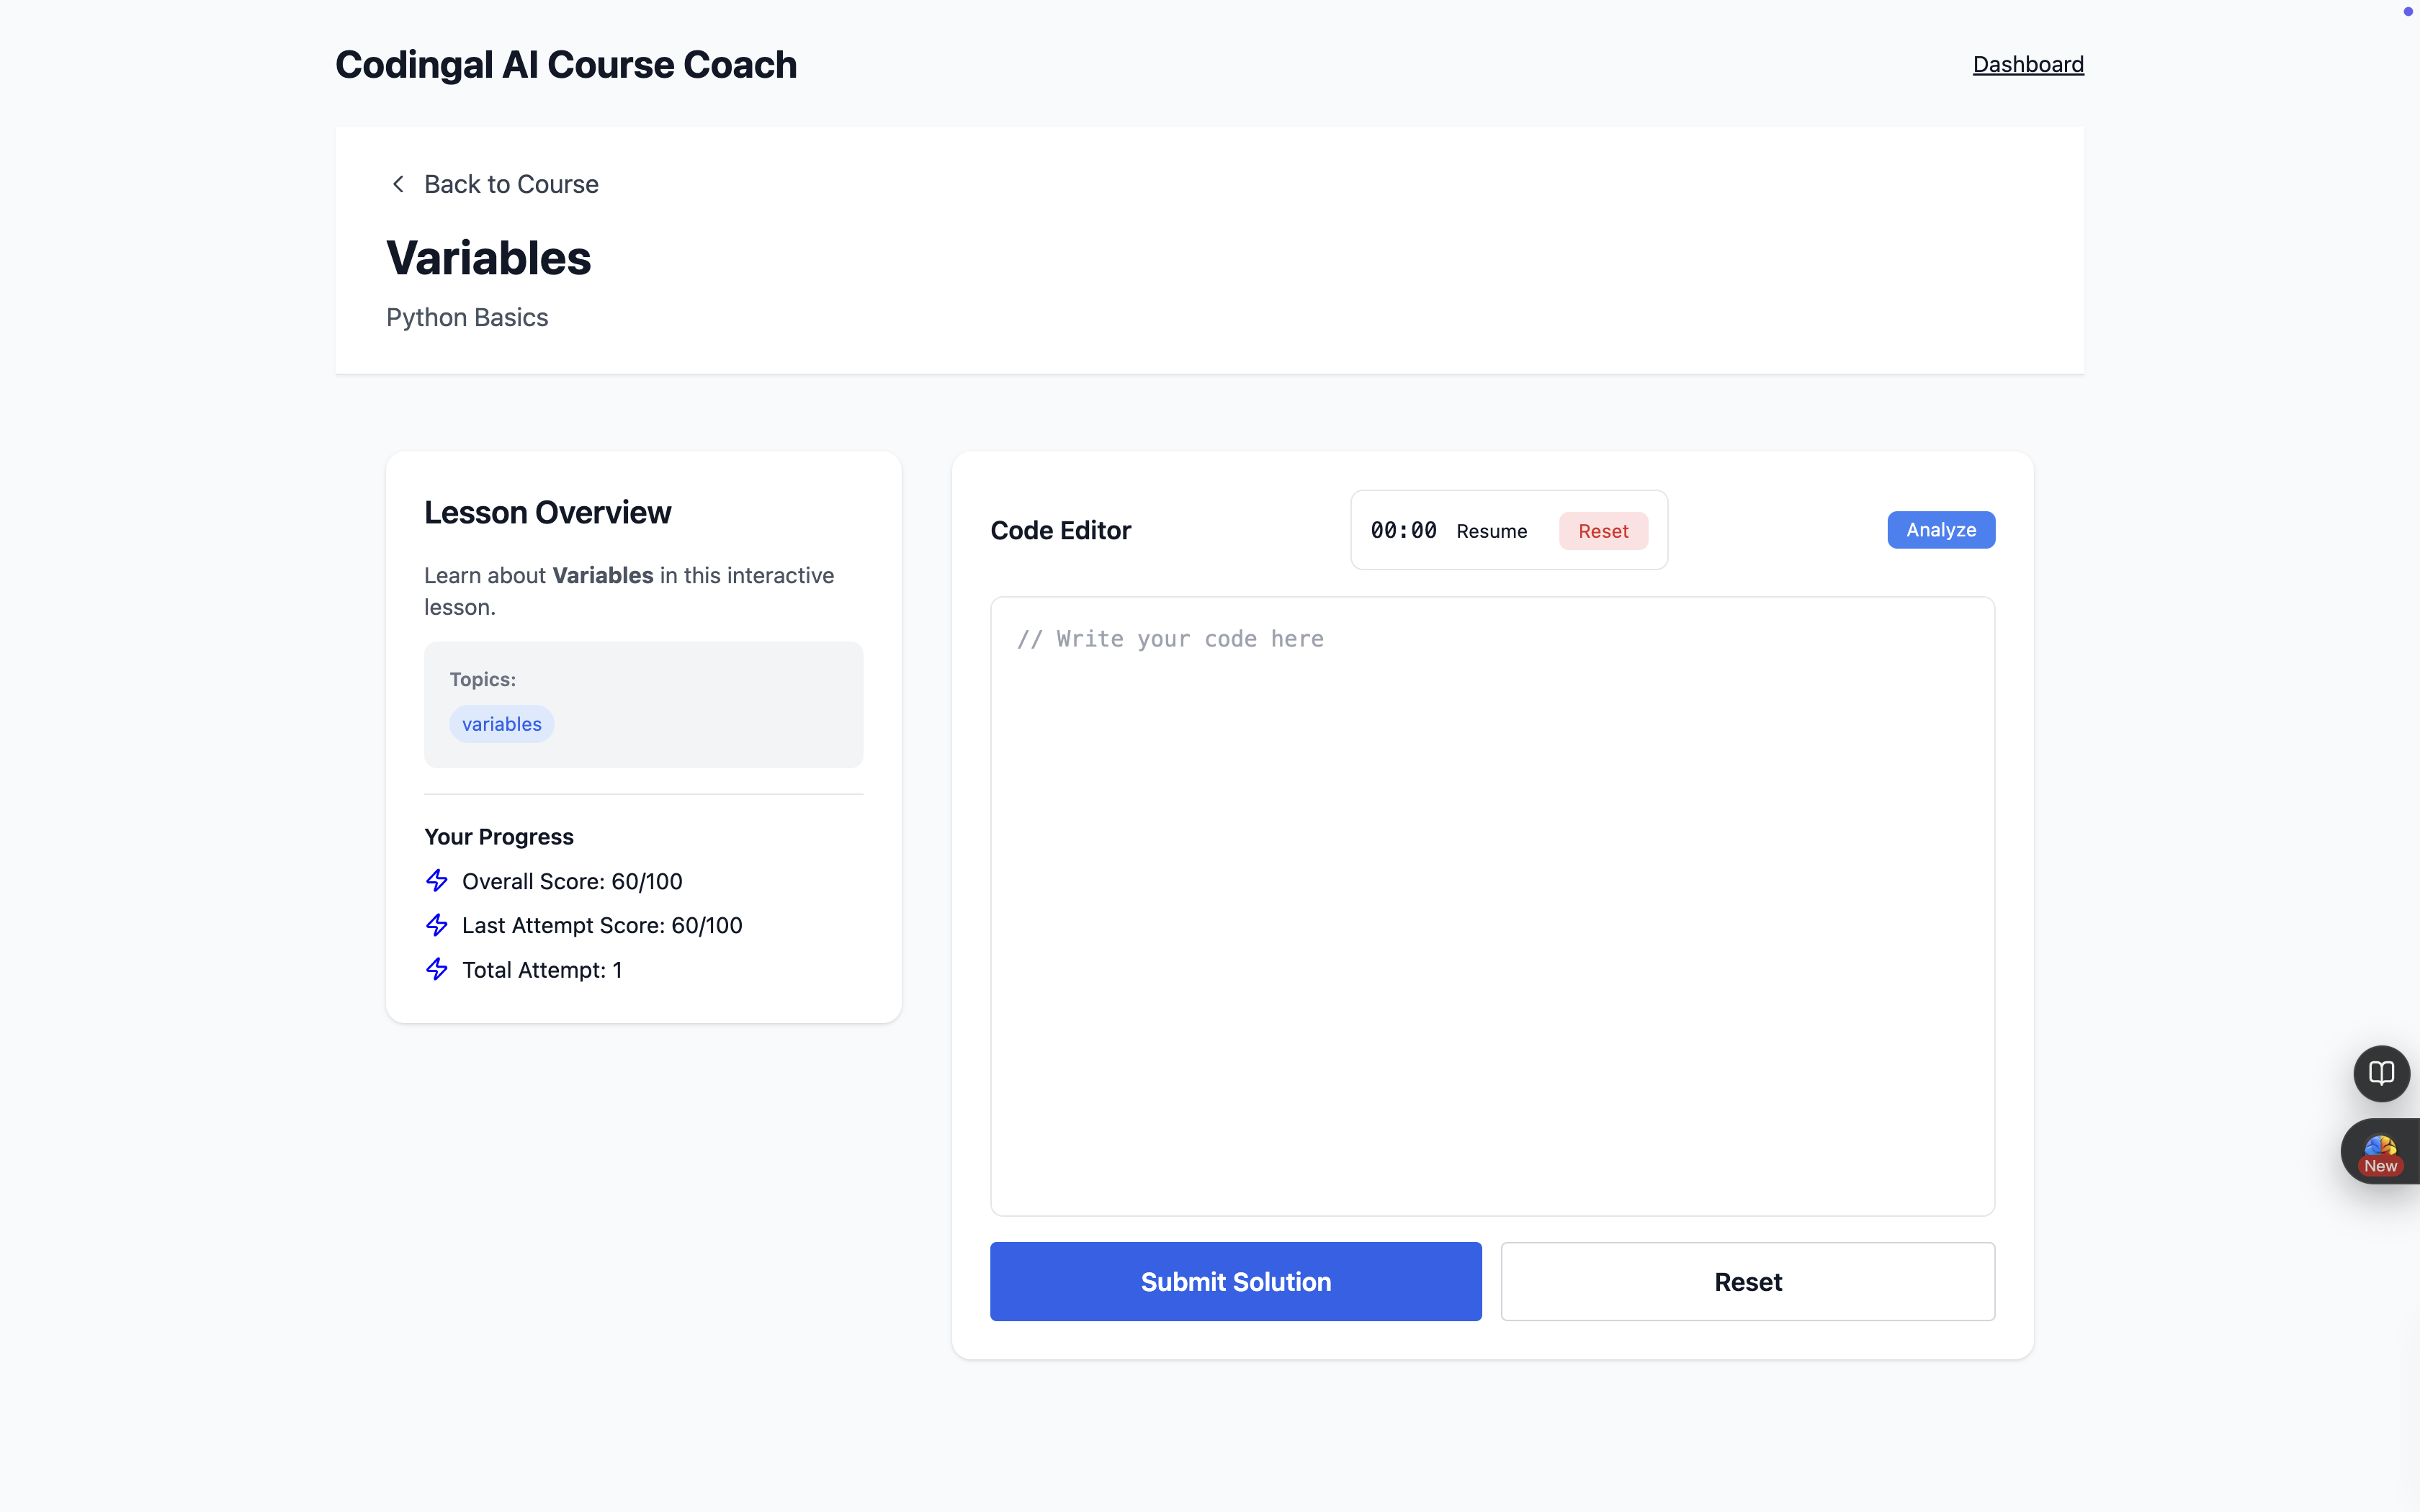 Codingal AI Course Coach
Dashboard
Back to Course
Variables
Python Basics
Lesson Overview
Learn about Variables in this interactive
lesson.
Topics:
variables
Your Progress
Overall Score: 60/100
Last Attempt Score: 60/100
Total Attempt: 1
Code Editor
00:00 Resume Reset
Analyze
// Write your code here
Submit Solution
Reset
New